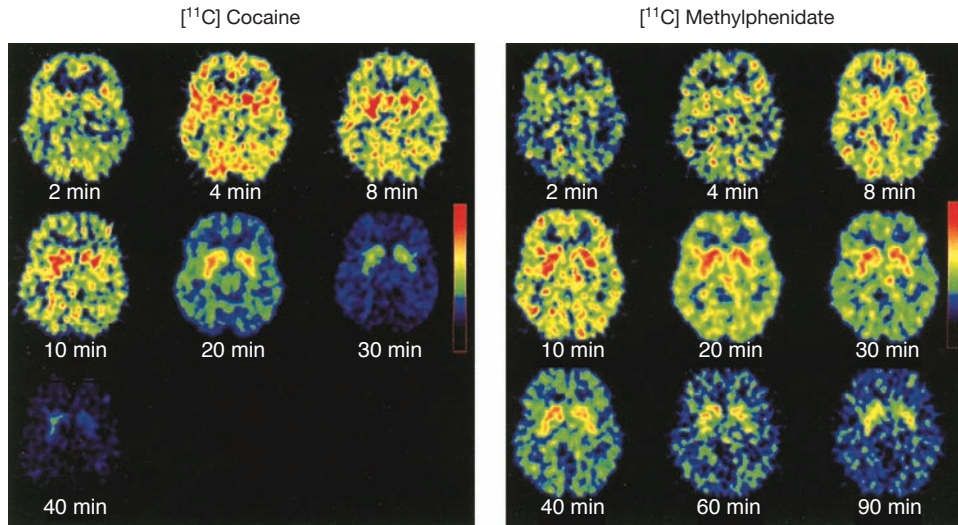 [¹¹C] Cocaine
2 min 4 min 8 min
10 min 20 min 30 min
40 min
[¹¹C] Methylphenidate
2 min 4 min 8 min
10 min 20 min 30 min
40 min 60 min 90 min